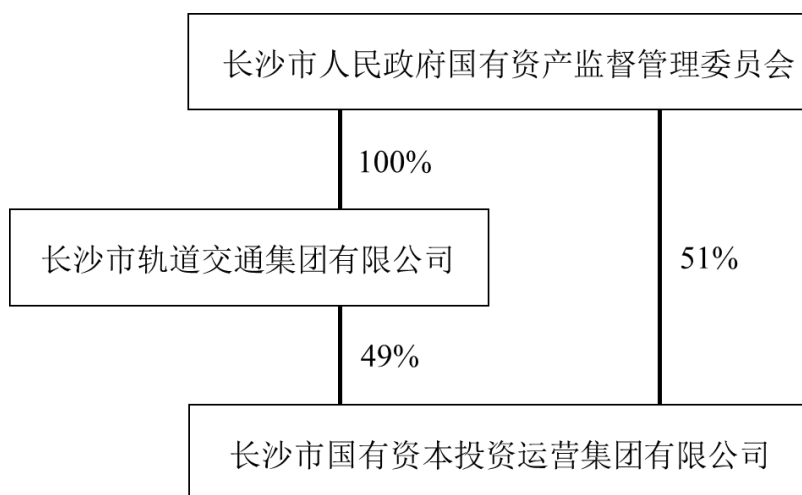 长沙市人民政府国有资产监督管理委员会
100%
长沙市轨道交通集团有限公司
51%
49%
长沙市国有资本投资运营集团有限公司